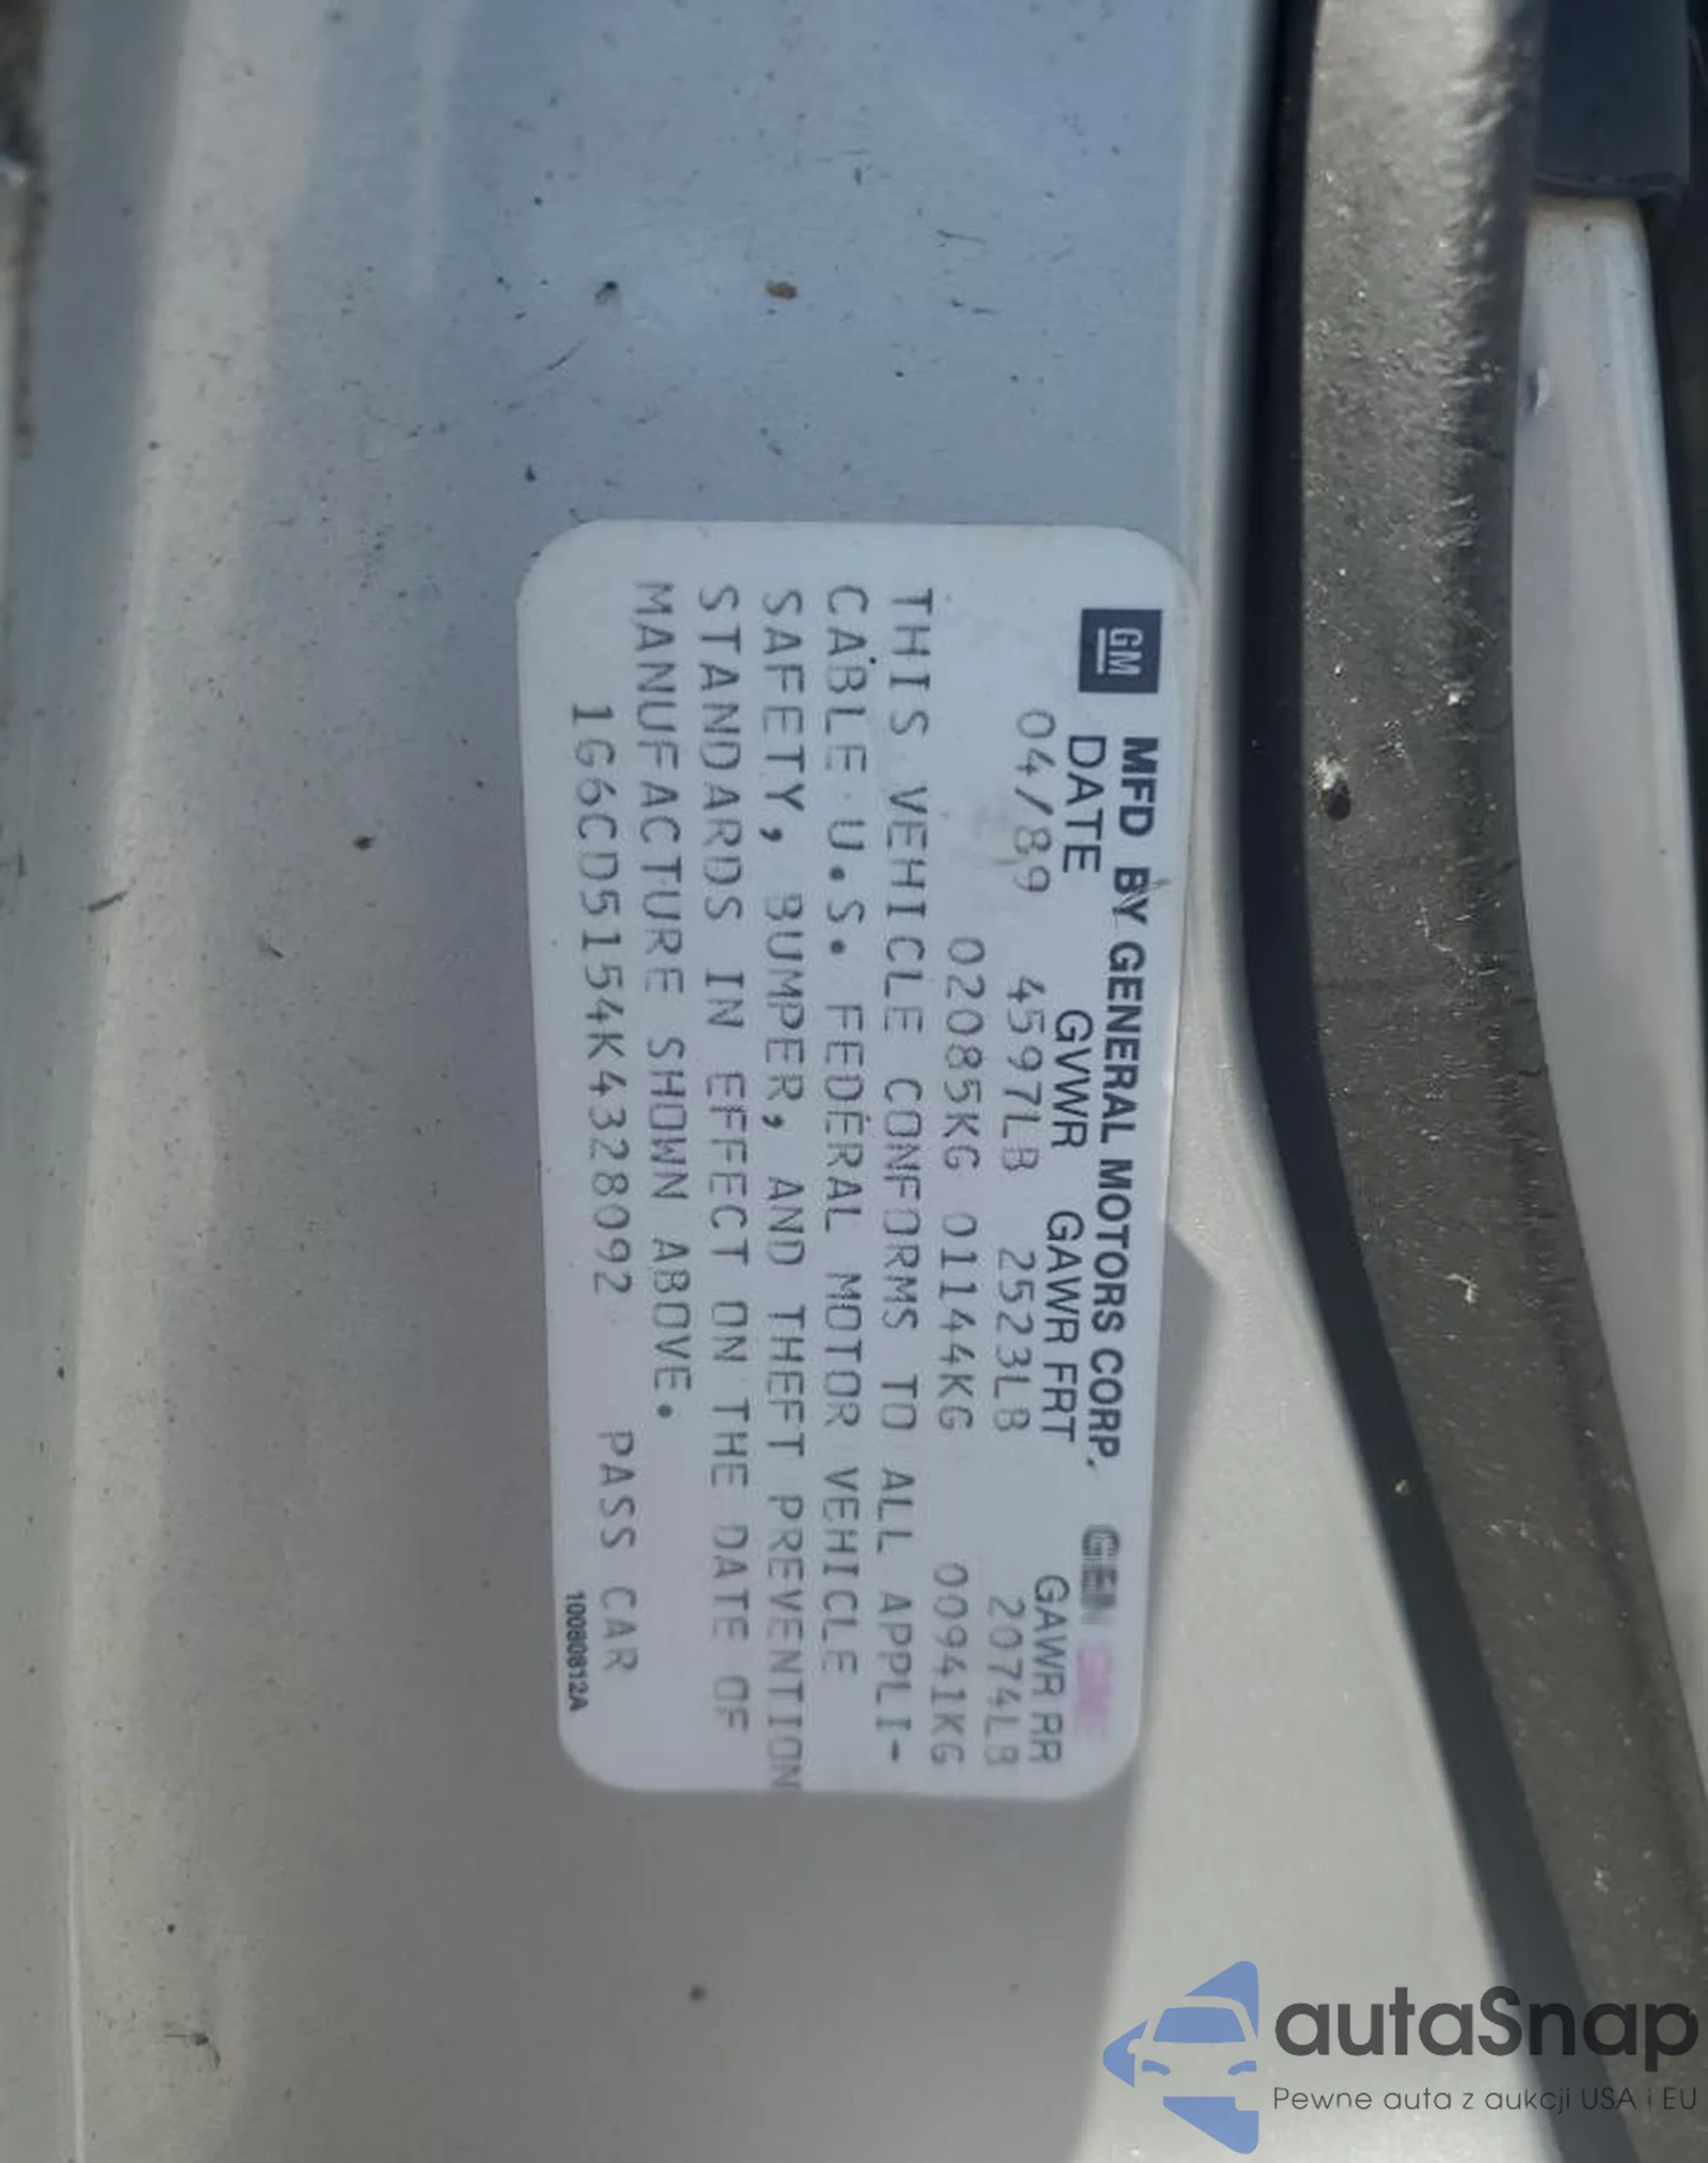 GM MFD BY GENERAL MOTORS CORP. GEN
DATE GVWR GAWR FRT GAWR RR
04/89 4597LB 2523LB 2074LB
02085KG 01144KG 00941KG
THIS VEHICLE CONFORMS TO ALL APPLI-
CABLE U.S. FEDERAL MOTOR VEHICLE
SAFETY, BUMPER, AND THEFT PREVENTION
STANDARDS IN EFFECT ON THE DATE OF
MANUFACTURE SHOWN ABOVE.
1G6CD5154K4328092 PASS CAR
10080812A
autaSnap
Pewne auta z aukcji USA i EU